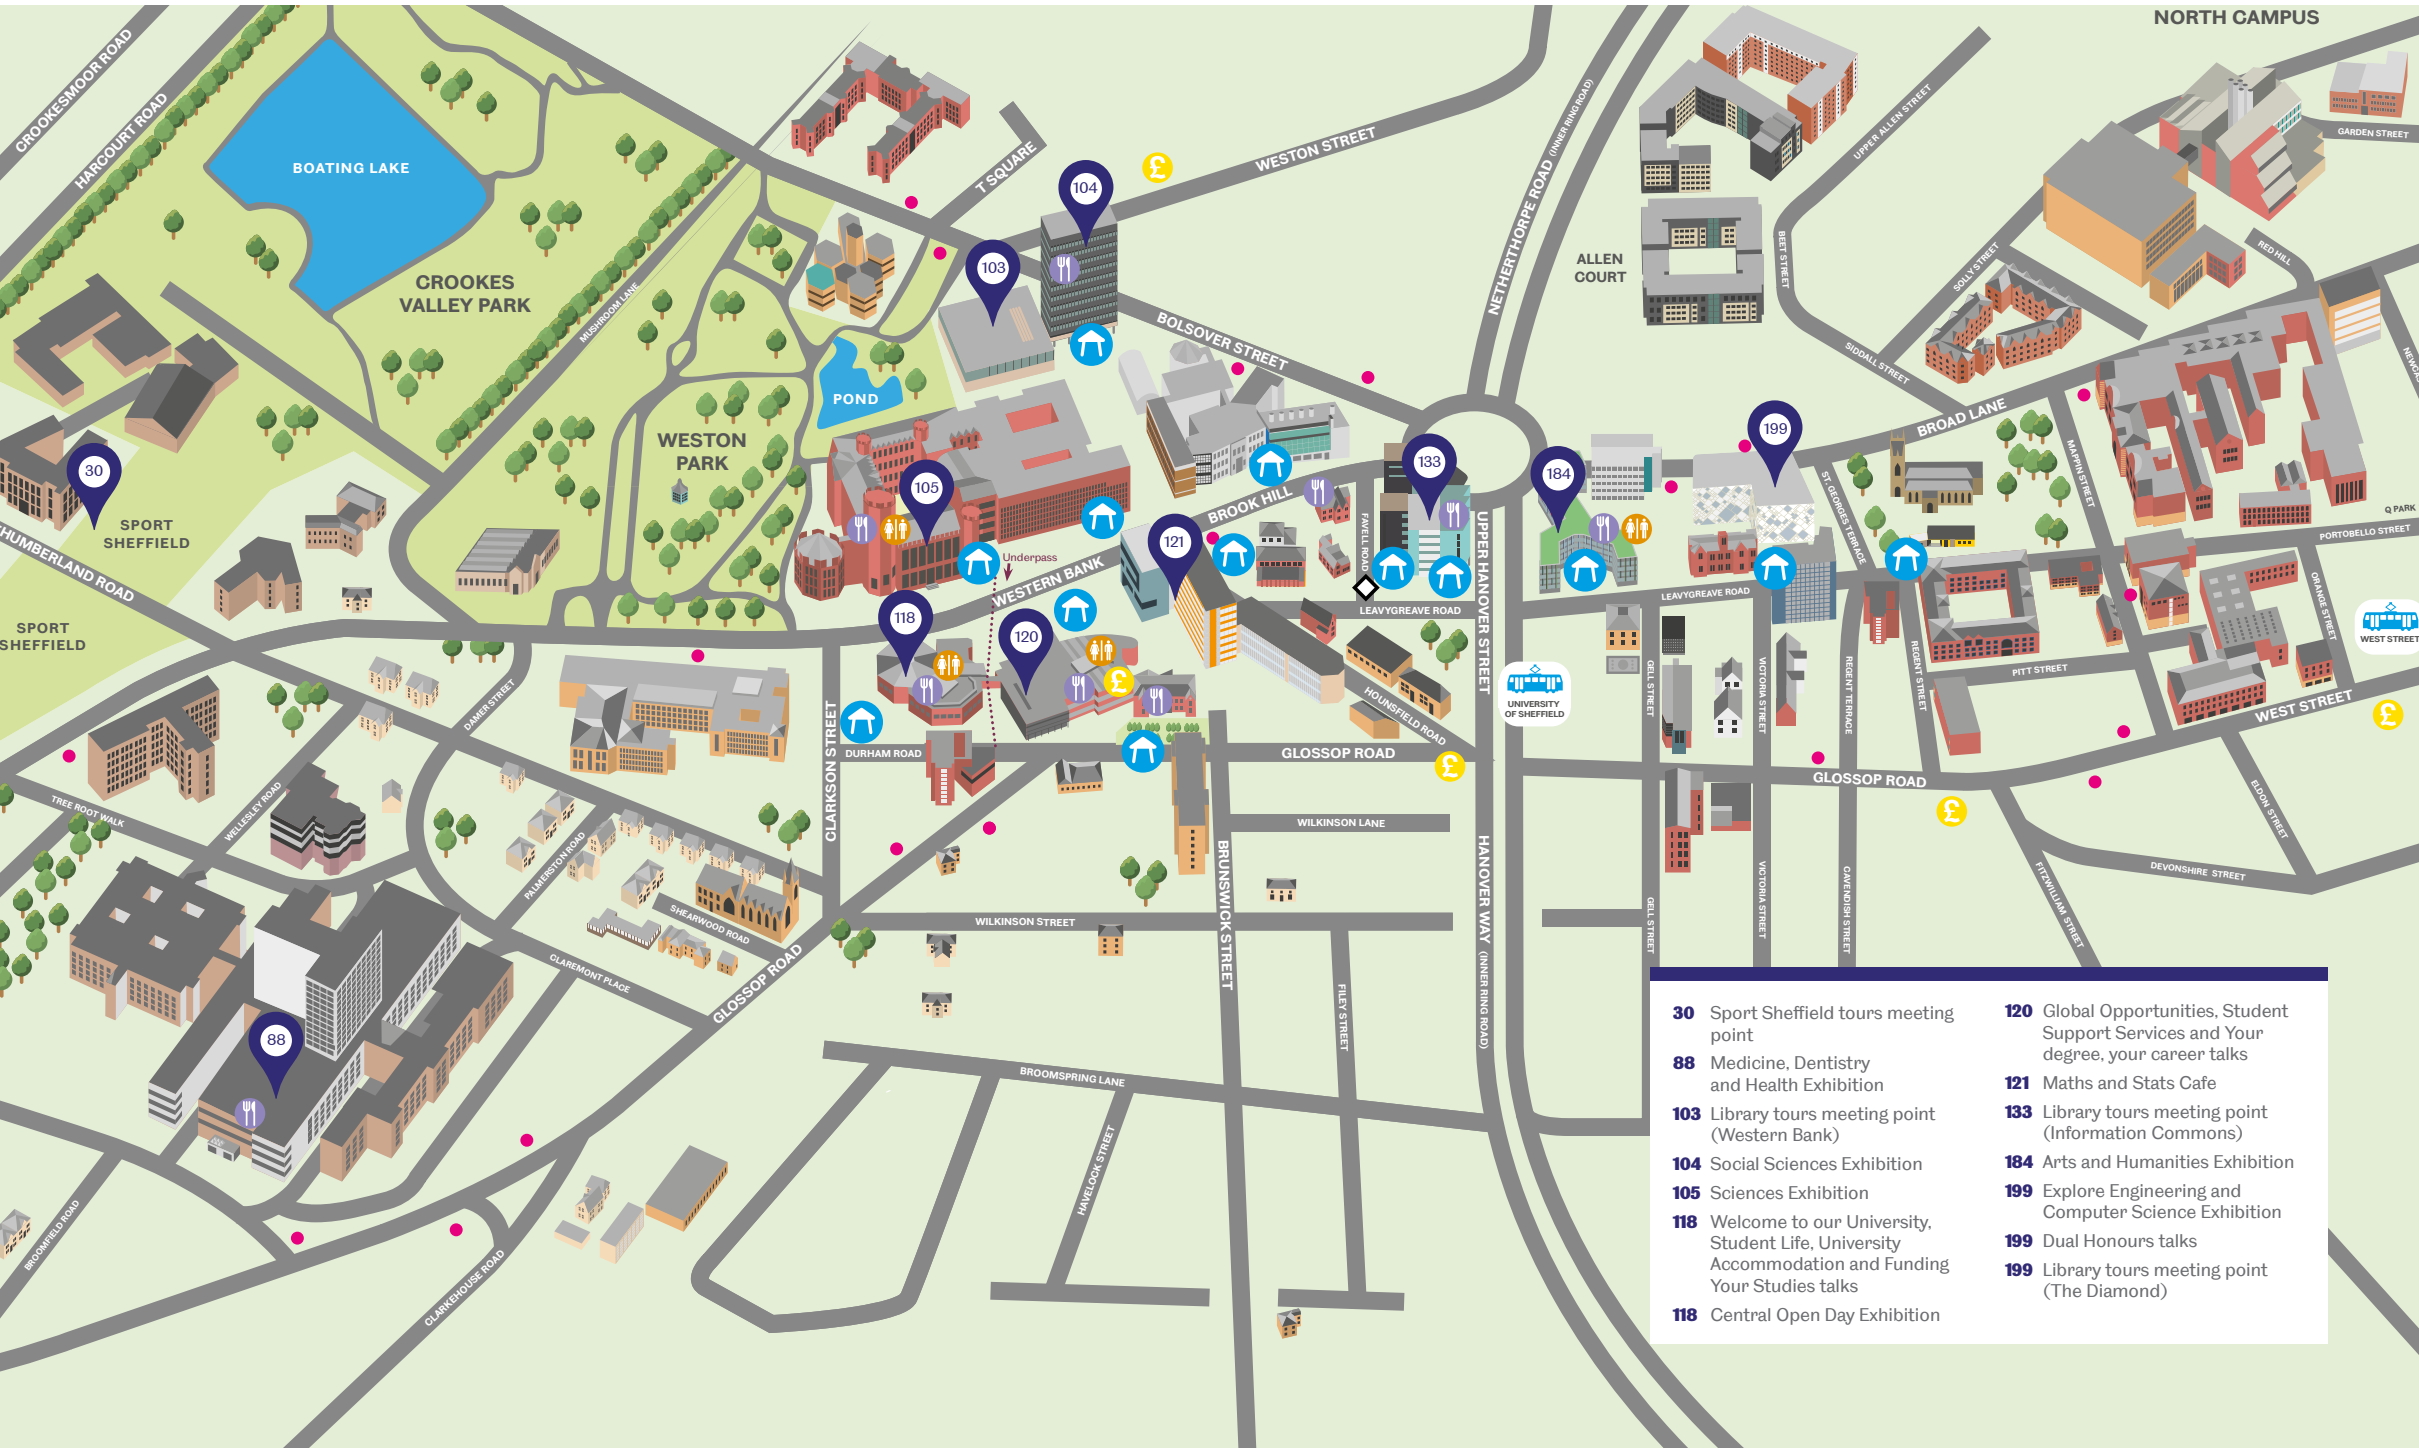 NORTH CAMPUS
CROOKESMOOR ROAD
HARCOURT ROAD
BOATING LAKE
CROOKES
VALLEY PARK
MUSHROOM LANE
T SQUARE
WESTON STREET
NETHERTHORPE ROAD (INNER RING ROAD)
ALLEN
COURT
UPPER ALLEN STREET
BEET STREET
SOLLY STREET
SIDDALL STREET
GARDEN STREET
RED HILL
104
103
BOLSOVER STREET
POND
WESTON
PARK
30
SPORT
SHEFFIELD
SPORT
SHEFFIELD
105
121
133
184
199
BROAD LANE
MAPPIN STREET
Q PARK
PORTOBELLO STREET
ORANGE STREET
BROOK HILL
FAVELL ROAD
UPPER HANOVER STREET
Underpass
WESTERN BANK
LEAVYGREAVE ROAD
LEAVYGREAVE ROAD
ST. GEORGES TERRACE
118
120
REGENT STREET
REGENT TERRACE
PITT STREET
WEST STREET
WEST STREET
UNIVERSITY
OF SHEFFIELD
GELL STREET
VICTORIA STREET
DAMER STREET
CLARKSON STREET
DURHAM ROAD
HOUNSFIELD ROAD
GLOSSOP ROAD
GLOSSOP ROAD
ELDON STREET
DEVONSHIRE STREET
FITZWILLIAM STREET
TREE ROOT WALK
WELLESLEY ROAD
PALMERSTON ROAD
SHEARWOOD ROAD
CLAREMONT PLACE
GLOSSOP ROAD
WILKINSON LANE
WILKINSON STREET
BRUNSWICK STREET
HANOVER WAY (INNER RING ROAD)
GELL STREET
VICTORIA STREET
CAVENDISH STREET
FILEY STREET
88
BROOMSPRING LANE
HAVELOCK STREET
BROOMFIELD ROAD
CLARKEHOUSE ROAD
30 Sport Sheffield tours meeting
point
88 Medicine, Dentistry
and Health Exhibition
103 Library tours meeting point
(Western Bank)
104 Social Sciences Exhibition
105 Sciences Exhibition
118 Welcome to our University,
Student Life, University
Accommodation and Funding
Your Studies talks
118 Central Open Day Exhibition
120 Global Opportunities, Student
Support Services and Your
degree, your career talks
121 Maths and Stats Cafe
133 Library tours meeting point
(Information Commons)
184 Arts and Humanities Exhibition
199 Explore Engineering and
Computer Science Exhibition
199 Dual Honours talks
199 Library tours meeting point
(The Diamond)